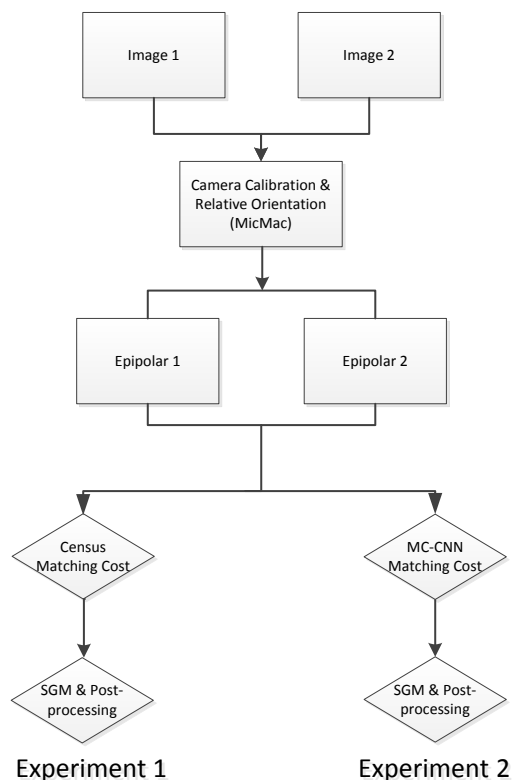 Image 1
Image 2
Camera Calibration &
Relative Orientation
(MicMac)
Epipolar 1
Epipolar 2
Census
Matching Cost
MC-CNN
Matching Cost
SGM & Post-
processing
SGM & Post-
processing
Experiment 1
Experiment 2